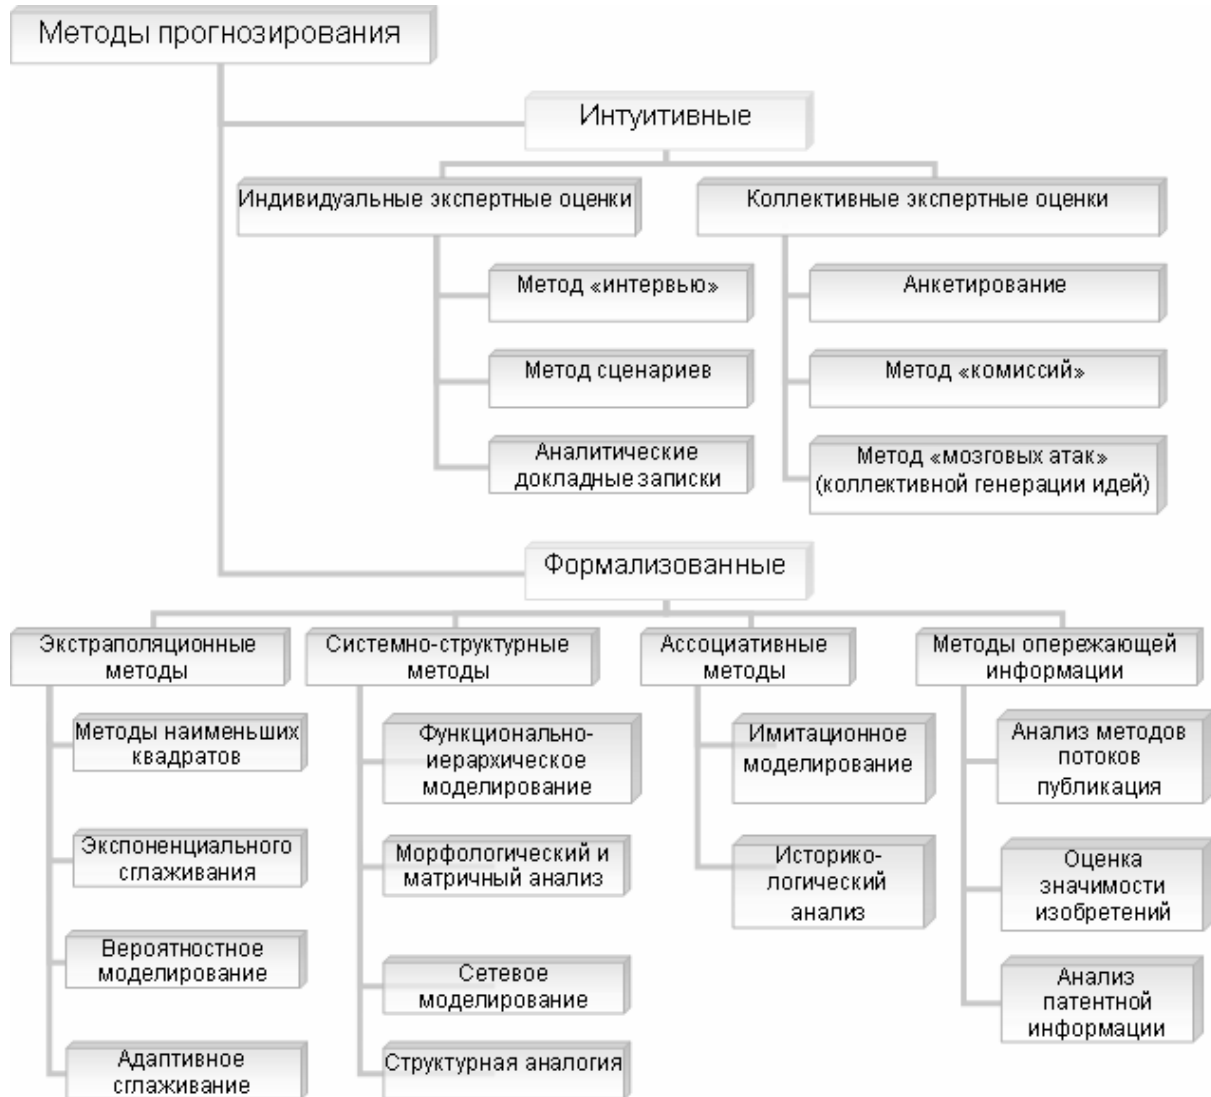 Методы прогнозирования
Интуитивные
Индивидуальные экспертные оценки
Метод «интервью»
Метод сценариев
Аналитические
докладные записки
Коллективные экспертные оценки
Анкетирование
Метод «комиссий»
Метод «мозговых атак»
(коллективной генерации идей)
Формализованные
Экстраполяционные
методы
Методы наименьших
квадратов
Экспоненциального
сглаживания
Вероятностное
моделирование
Адаптивное
сглаживание
Системно-структурные
методы
Функционально-
иерархическое
моделирование
Морфологический и
матричный анализ
Сетевое
моделирование
Структурная аналогия
Ассоциативные
методы
Имитационное
моделирование
Историко-
логический
анализ
Методы опережающей
информации
Анализ методов
потоков
публикация
Оценка
значимости
изобретений
Анализ
патентной
информации